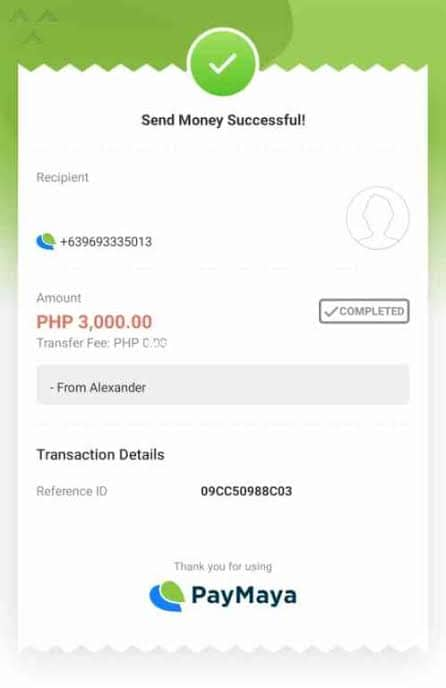 Send Money Successful!
Recipient
+639693335013
Amount
PHP 3,000.00
COMPLETED
Transfer Fee: PHP 0.00
- From Alexander
Transaction Details
Reference ID 09CC50988C03
Thank you for using
PayMaya